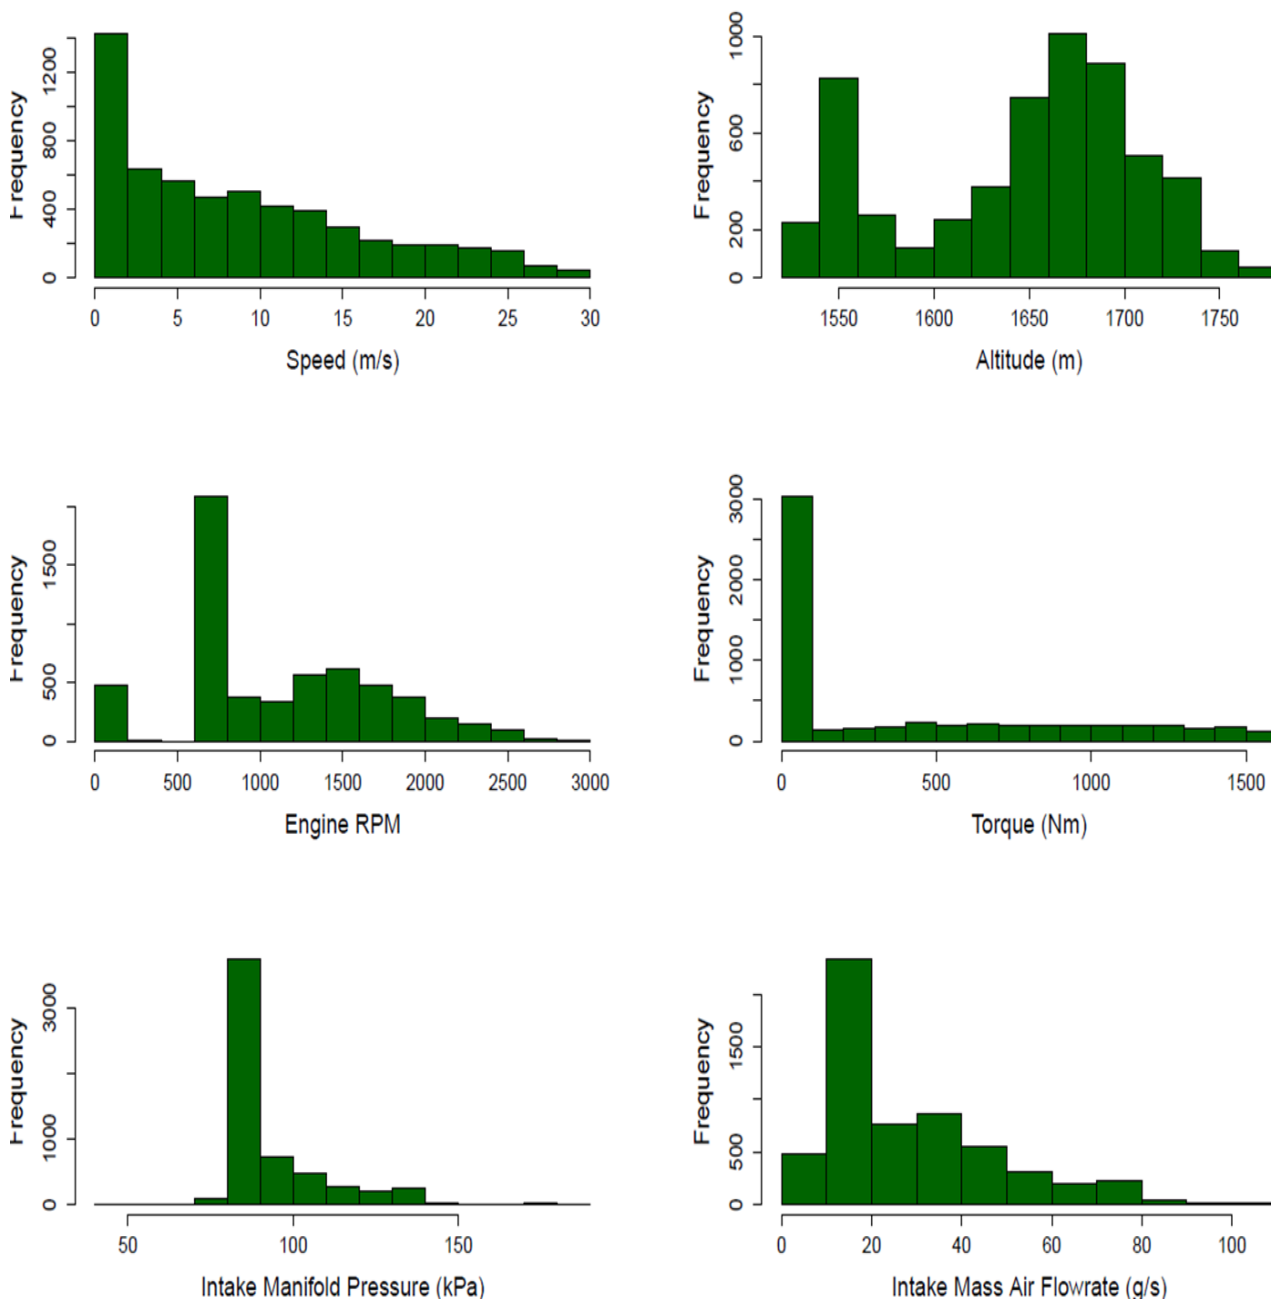 Frequency
0 400 800 1200
0 5 10 15 20 25 30
Speed (m/s)
Frequency
0 200 600 1000
1550 1600 1650 1700 1750
Altitude (m)
Frequency
0 500 1500
0 500 1000 1500 2000 2500 3000
Engine RPM
Frequency
0 1000 2000 3000
0 500 1000 1500
Torque (Nm)
Frequency
0 1000 3000
50 100 150
Intake Manifold Pressure (kPa)
Frequency
0 500 1500
0 20 40 60 80 100
Intake Mass Air Flowrate (g/s)